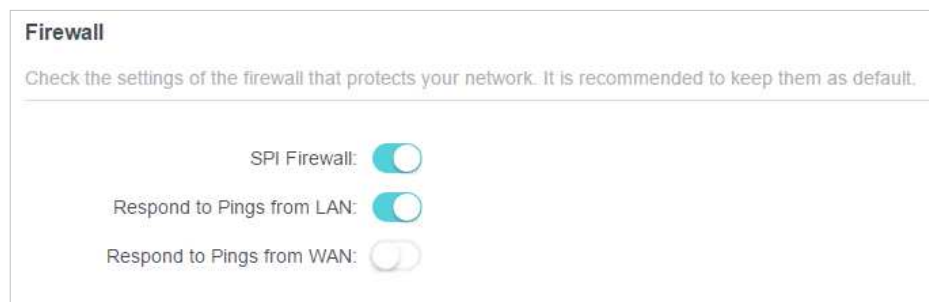 Firewall
Check the settings of the firewall that protects your network. It is recommended to keep them as default.
SPI Firewall:
Respond to Pings from LAN:
Respond to Pings from WAN: